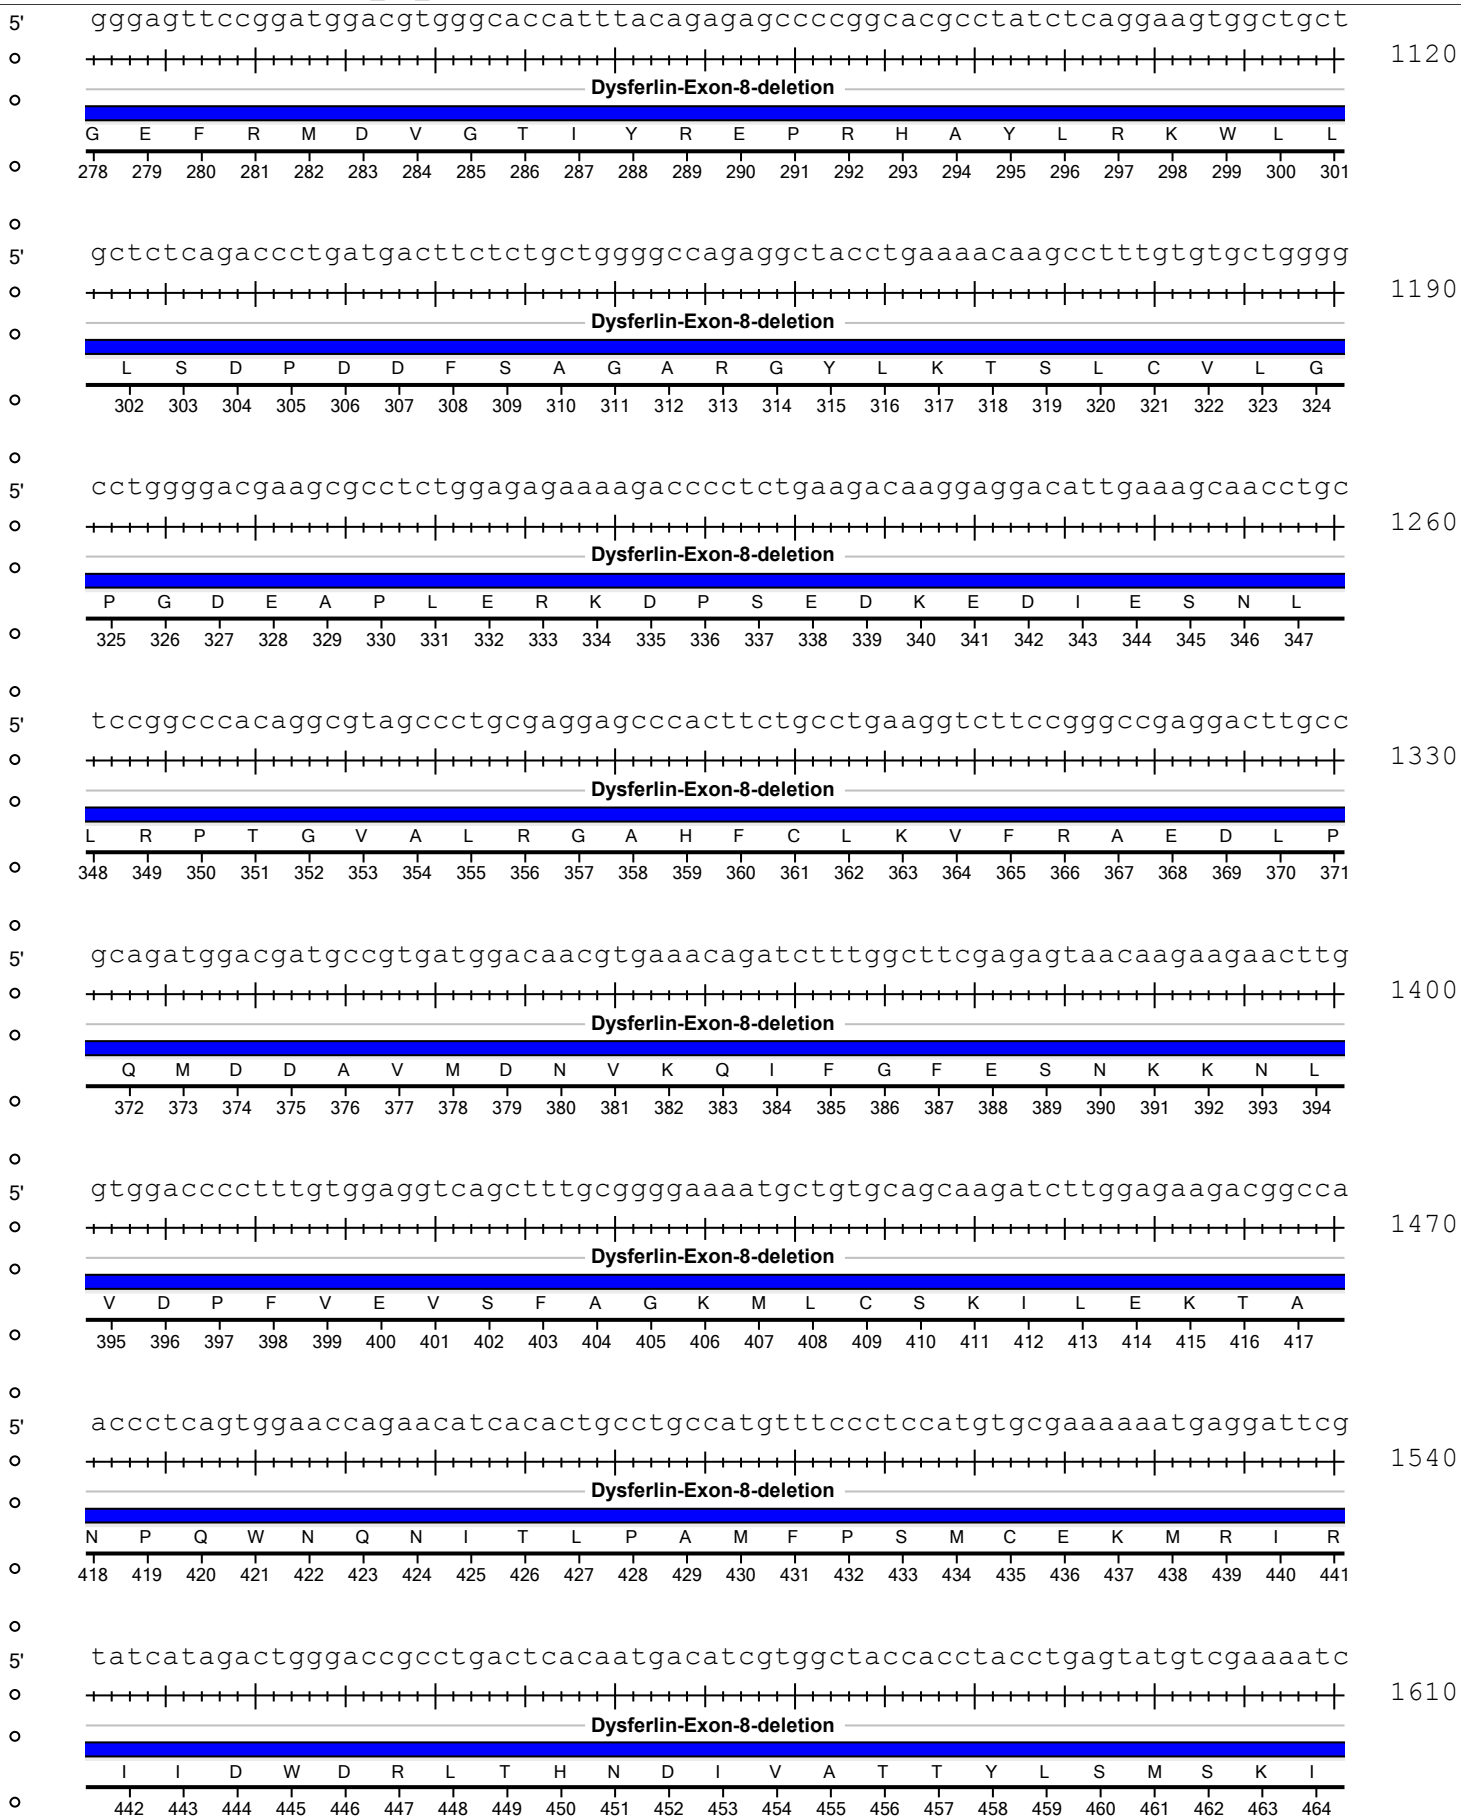 5' gggagttccggatggacgtgggcaccatttacagagagccccggcacgcctatctcaggaagtggctgct
1120
Dysferlin-Exon-8-deletion
G E F R M D V G T I Y R E P R H A Y L R K W L L
278 279 280 281 282 283 284 285 286 287 288 289 290 291 292 293 294 295 296 297 298 299 300 301
5' gctctcagaccctgatgacttctctgctggggccagaggctacctgaaaacaagcctttgtgtgctgggg
1190
Dysferlin-Exon-8-deletion
L S D P D D F S A G A R G Y L K T S L C V L G
302 303 304 305 306 307 308 309 310 311 312 313 314 315 316 317 318 319 320 321 322 323 324
5' cctggggacgaagcgcctctggagagaaaagacccctctgaagacaaggaggacattgaaagcaacctgc
1260
Dysferlin-Exon-8-deletion
P G D E A P L E R K D P S E D K E D I E S N L
325 326 327 328 329 330 331 332 333 334 335 336 337 338 339 340 341 342 343 344 345 346 347
5' tccggcccacaggcgtagccctgcgaggagcccacttctgcctgaaggtcttccgggccgaggacttgcc
1330
Dysferlin-Exon-8-deletion
L R P T G V A L R G A H F C L K V F R A E D L P
348 349 350 351 352 353 354 355 356 357 358 359 360 361 362 363 364 365 366 367 368 369 370 371
5' gcagatggacgatgccgtgatggacaacgtgaaacagatctttggcttcgagagtaacaagaagaacttg
1400
Dysferlin-Exon-8-deletion
Q M D D A V M D N V K Q I F G F E S N K K N L
372 373 374 375 376 377 378 379 380 381 382 383 384 385 386 387 388 389 390 391 392 393 394
5' gtggacccctttgtggaggtcagctttgcggggaaaatgctgtgcagcaagatcttggagaagacggcca
1470
Dysferlin-Exon-8-deletion
V D P F V E V S F A G K M L C S K I L E K T A
395 396 397 398 399 400 401 402 403 404 405 406 407 408 409 410 411 412 413 414 415 416 417
5' accctcagtggaaccagaacatcacactgcctgccatgtttccctccatgtgcgaaaaaatgaggattcg
1540
Dysferlin-Exon-8-deletion
N P Q W N Q N I T L P A M F P S M C E K M R I R
418 419 420 421 422 423 424 425 426 427 428 429 430 431 432 433 434 435 436 437 438 439 440 441
5' tatcatagactgggaccgcctgactcacaatgacatcgtggctaccacctacctgagtatgtcgaaaatc
1610
Dysferlin-Exon-8-deletion
I I D W D R L T H N D I V A T T Y L S M S K I
442 443 444 445 446 447 448 449 450 451 452 453 454 455 456 457 458 459 460 461 462 463 464